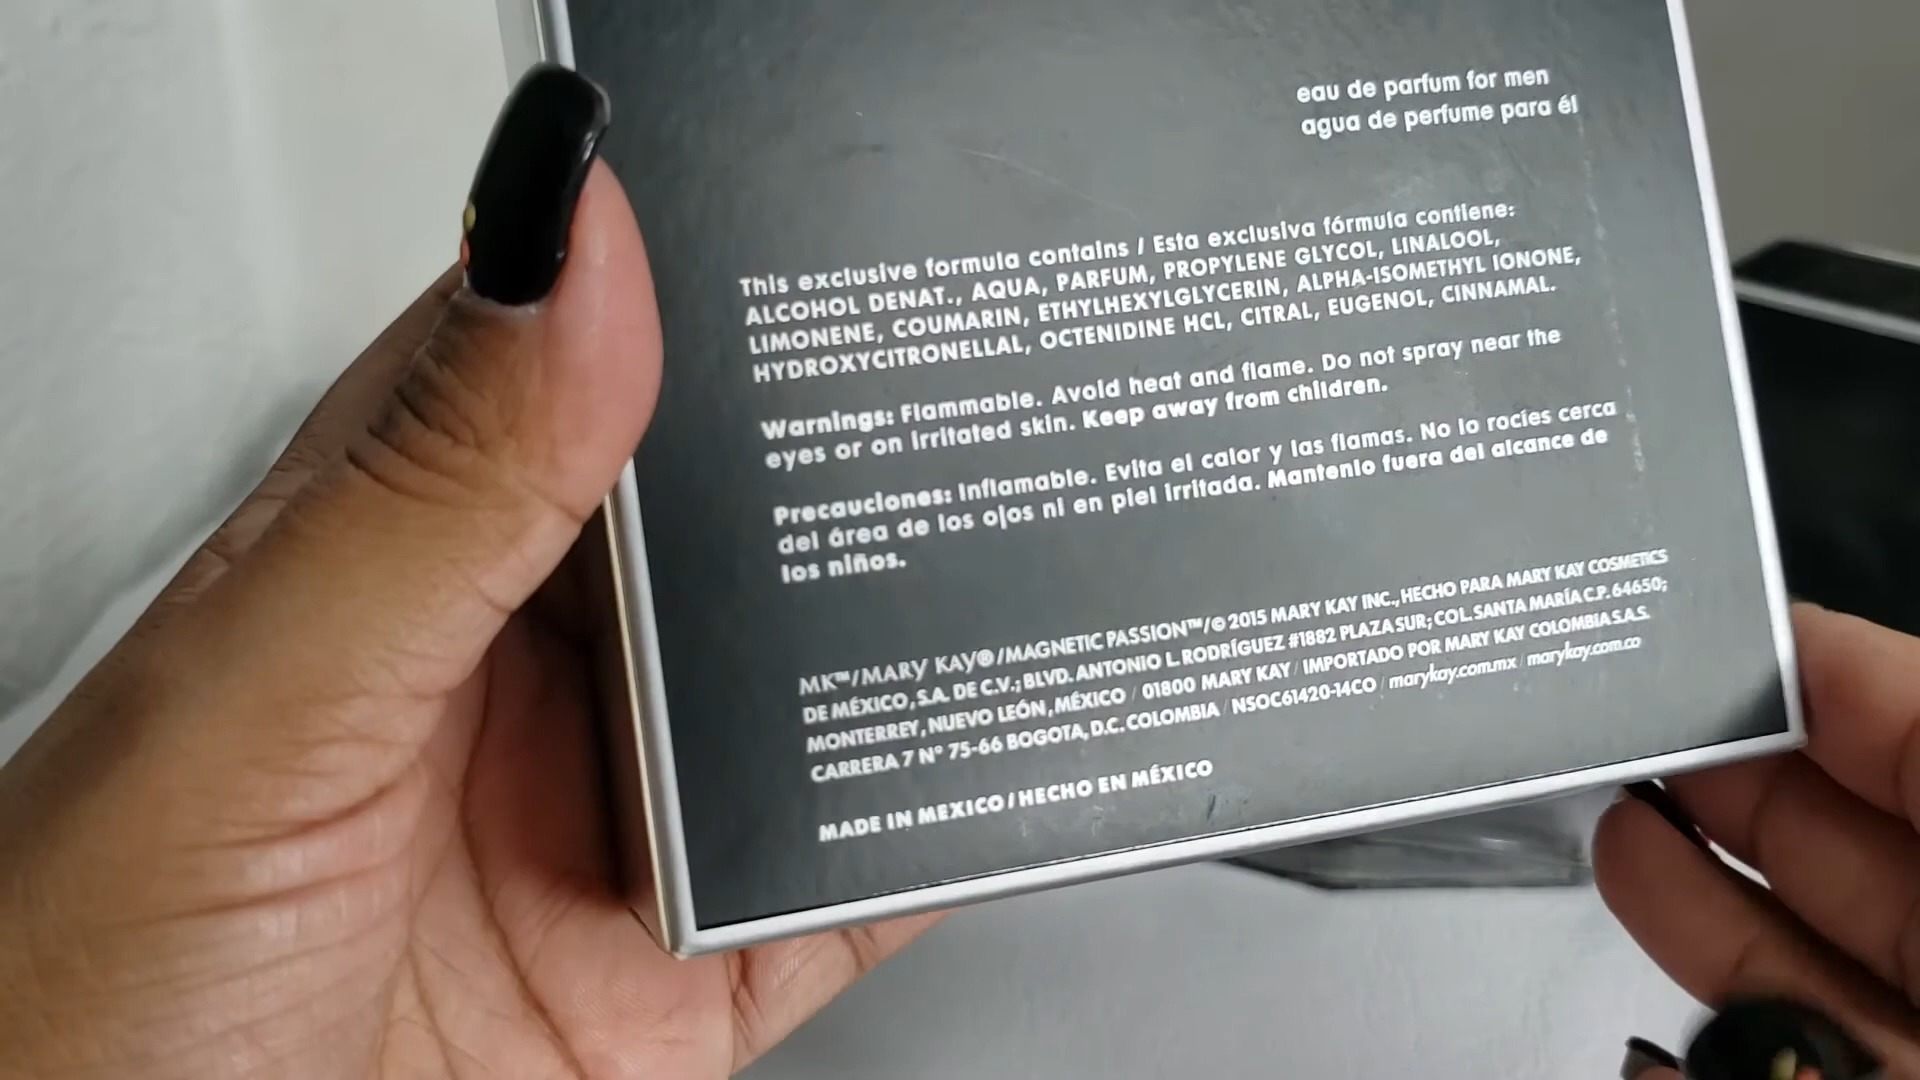 eau de parfum for men
agua de perfume para él
This exclusive formula contains / Esta exclusiva fórmula contiene:
ALCOHOL DENAT., AQUA, PARFUM, PROPYLENE GLYCOL, LINALOOL,
LIMONENE, COUMARIN, ETHYLHEXYLGLYCERIN, ALPHA-ISOMETHYL IONONE,
HYDROXYCITRONELLAL, OCTENIDINE HCL, CITRAL, EUGENOL, CINNAMAL.
Warnings: Flammable. Avoid heat and flame. Do not spray near the
eyes or on irritated skin. Keep away from children.
Precauciones: Inflamable. Evita el calor y las flamas. No lo rocíes cerca
del área de los ojos ni en piel irritada. Mantenlo fuera del alcance de
los niños.
MK™/MARY KAY®/MAGNETIC PASSION™/© 2015 MARY KAY INC., HECHO PARA MARY KAY COSMETICS
DE MÉXICO, S.A. DE C.V.; BLVD. ANTONIO L. RODRÍGUEZ #1882 PLAZA SUR; COL. SANTA MARÍA C.P. 64650;
MONTERREY, NUEVO LEÓN, MÉXICO / 01800 MARY KAY / IMPORTADO POR MARY KAY COLOMBIA S.A.S.
CARRERA 7 N° 75-66 BOGOTA, D.C. COLOMBIA / NSOC61420-14CO / marykay.com.mx / marykay.com.co
MADE IN MEXICO / HECHO EN MÉXICO